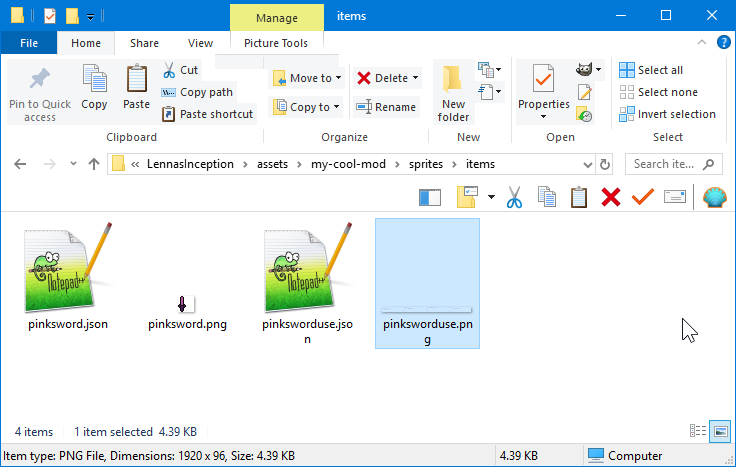 Manage
items
File
Home
Share
View
Picture Tools
Pin to Quick
access
Copy
Paste
Cut
Copy path
Paste shortcut
Clipboard
Move to
Copy to
Delete
Rename
Organize
New
folder
New
Properties
Open
Select all
Select none
Invert selection
Select
« LennasInception > assets > my-cool-mod > sprites > items
Search ite...
Notepad++
Notepad++
pinksword.json
pinksword.png
pinksworduse.jso
n
pinksworduse.pn
g
4 items
1 item selected 4.39 KB
Item type: PNG File, Dimensions: 1920 x 96, Size: 4.39 KB
4.39 KB
Computer